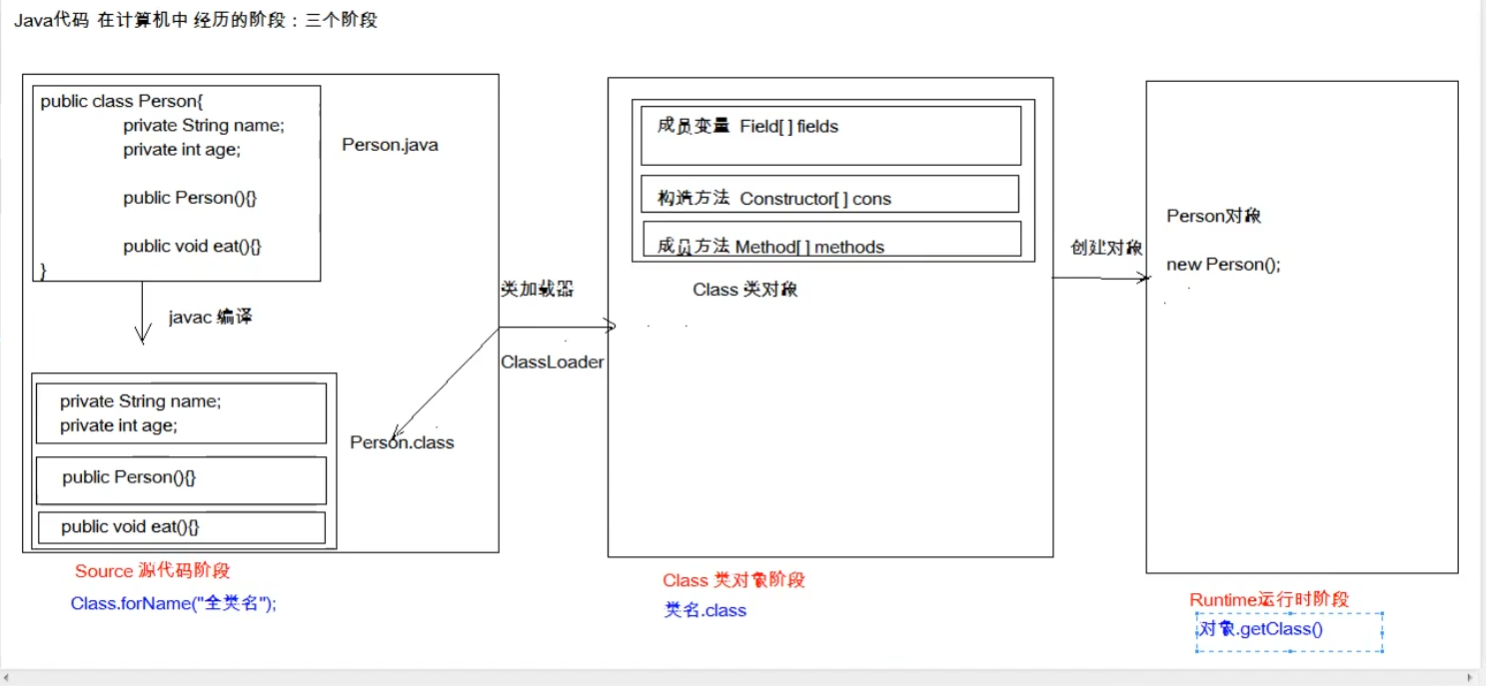 Java代码 在计算机中 经历的阶段：三个阶段
public class Person{
private String name;
private int age;
public Person(){}
public void eat(){}
}
Person.java
javac 编译
private String name;
private int age;
public Person(){}
public void eat(){}
Person.class
Source 源代码阶段
Class.forName("全类名");
类加载器
ClassLoader
成员变量 Field[ ] fields
构造方法 Constructor[ ] cons
成员方法 Method[ ] methods
Class 类对象
Class 类对象阶段
类名.class
创建对象
Person对象
new Person();
Runtime运行时阶段
对象.getClass()